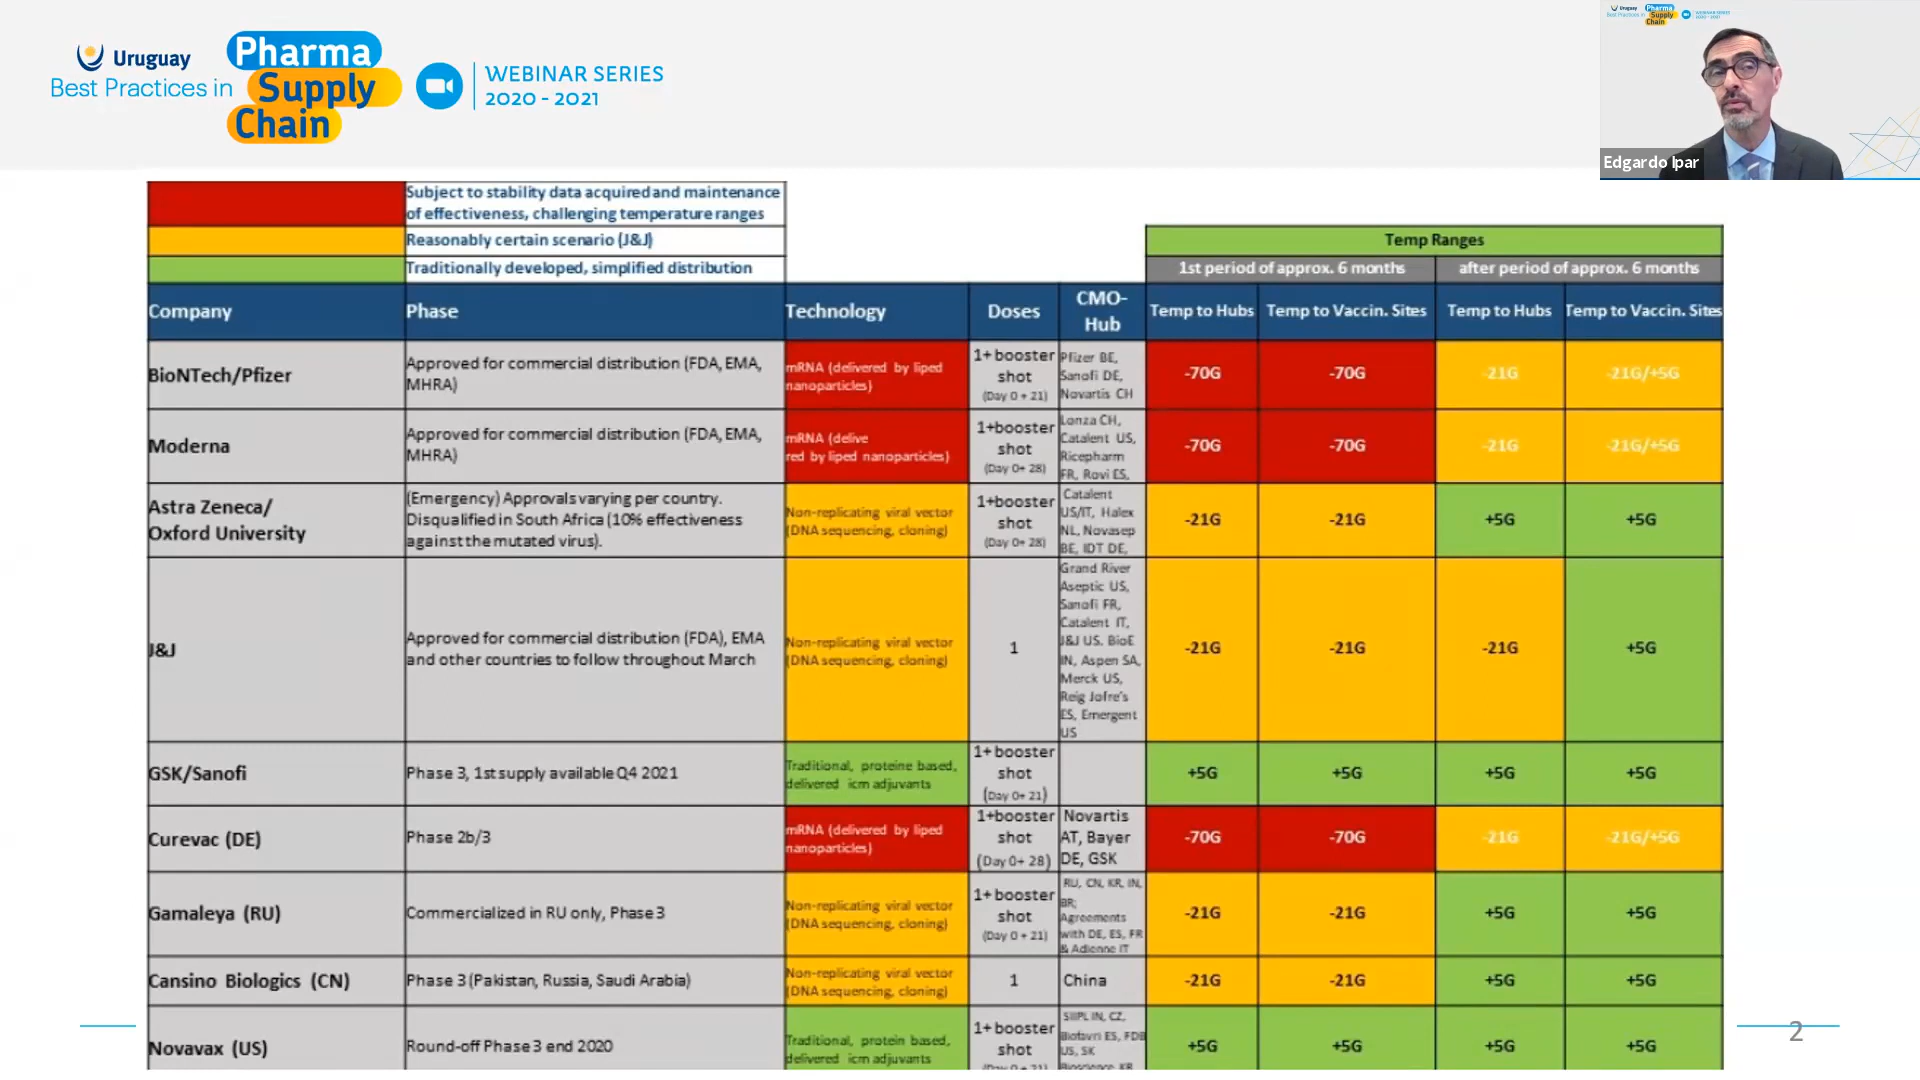 Uruguay
Best Practices in
Pharma
Supply
Chain
WEBINAR SERIES
2020 - 2021
Edgardo Ipar
Subject to stability data acquired and maintenance
of effectiveness, challenging temperature ranges
Reasonably certain scenario (J&J)
Traditionally developed, simplified distribution
Temp Ranges
1st period of approx. 6 months
after period of approx. 6 months
Company
Phase
Technology
Doses
CMO-
Hub
Temp to Hubs
Temp to Vaccin. Sites
Temp to Hubs
Temp to Vaccin. Sites
BioNTech/Pfizer
Approved for commercial distribution (FDA, EMA,
MHRA)
mRNA (delivered by liped
nanoparticles)
1+ booster
shot
(Day 0 + 21)
Pfizer BE,
Sanofi DE,
Novartis CH
-70G
-70G
-21G
-21G/+5G
Moderna
Approved for commercial distribution (FDA, EMA,
MHRA)
mRNA (delive
red by liped nanoparticles)
1+booster
shot
(Day 0+ 28)
Lonza CH,
Catalent US,
Ricepharm
FR, Rovi ES,
-70G
-70G
-21G
-21G/+5G
Astra Zeneca/
Oxford University
(Emergency) Approvals varying per country.
Disqualified in South Africa (10% effectiveness
against the mutated virus).
Non-replicating viral vector
(DNA sequencing, cloning)
1+booster
shot
(Day 0+ 28)
Catalent
US/IT, Halex
NL, Novasep
BE, IDT DE,
-21G
-21G
+5G
+5G
J&J
Approved for commercial distribution (FDA), EMA
and other countries to follow throughout March
Non-replicating viral vector
(DNA sequencing, cloning)
1
Grand River
Aseptic US,
Sanofi FR,
Catalent IT,
J&J US. BioE
IN, Aspen SA,
Merck US,
Reig Jofre's
ES, Emergent
US
-21G
-21G
-21G
+5G
GSK/Sanofi
Phase 3, 1st supply available Q4 2021
Traditional, proteine based,
delivered icm adjuvants
1+ booster
shot
(Day 0+ 21)
+5G
+5G
+5G
+5G
Curevac (DE)
Phase 2b/3
mRNA (delivered by liped
nanoparticles)
1+booster
shot
(Day 0+ 28)
Novartis
AT, Bayer
DE, GSK
-70G
-70G
-21G
-21G/+5G
Gamaleya (RU)
Commercialized in RU only, Phase 3
Non-replicating viral vector
(DNA sequencing, cloning)
1+ booster
shot
(Day 0 + 21)
RU, CN, KR, IN,
BR;
Agreements
with DE, ES, FR
& Adienne IT
-21G
-21G
+5G
+5G
Cansino Biologics (CN)
Phase 3 (Pakistan, Russia, Saudi Arabia)
Non-replicating viral vector
(DNA sequencing, cloning)
1
China
-21G
-21G
+5G
+5G
Novavax (US)
Round-off Phase 3 end 2020
Traditional, protein based,
delivered icm adjuvants
1+ booster
shot
(Day 0+ 21)
SIIPL IN, CZ,
ES, FDB
US, SK
Bioscience KR
+5G
+5G
+5G
+5G
2